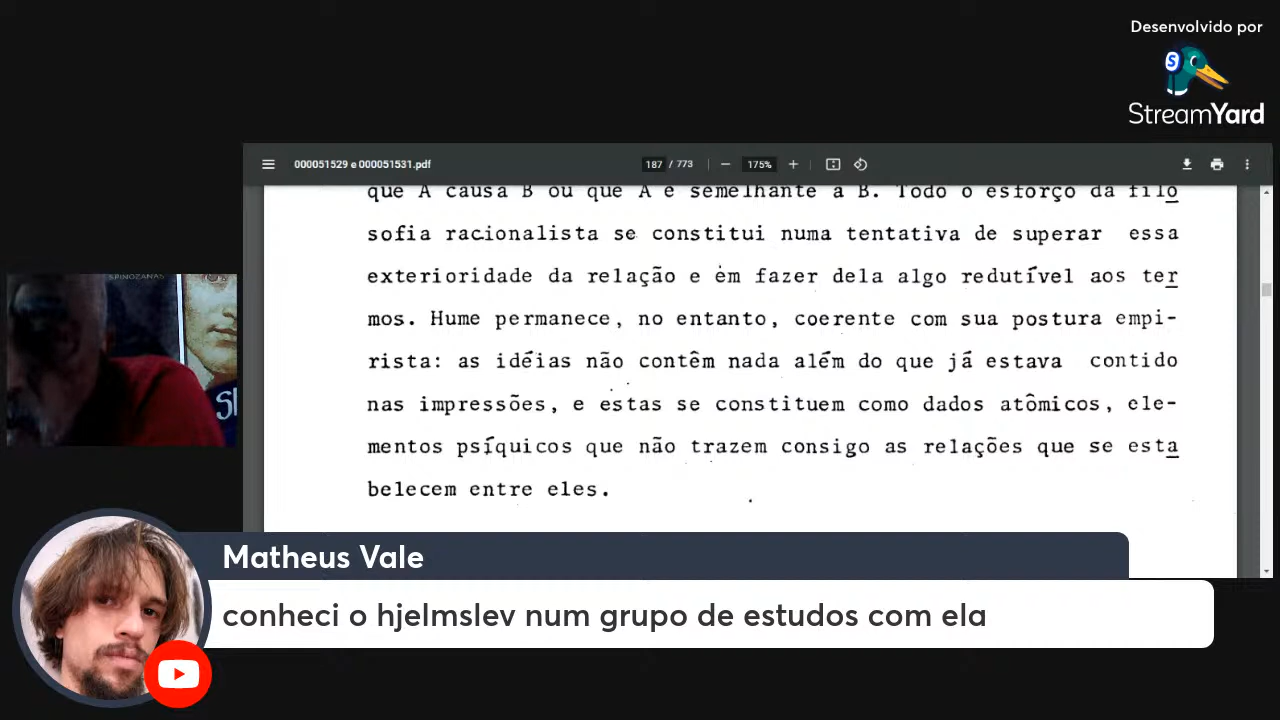 Desenvolvido por
StreamYard
000051529 e 000051531.pdf
187 / 773
175%
que A causa B ou que A é semelhante a B. Todo o esforço da filo
sofia racionalista se constitui numa tentativa de superar essa
exterioridade da relação e em fazer dela algo redutível aos ter
mos. Hume permanece, no entanto, coerente com sua postura empi-
rista: as idéias não contêm nada além do que já estava contido
nas impressões, e estas se constituem como dados atômicos, ele-
mentos psíquicos que não trazem consigo as relações que se esta
belecem entre eles.
SPINOZANAS
Matheus Vale
conheci o hjelmslev num grupo de estudos com ela